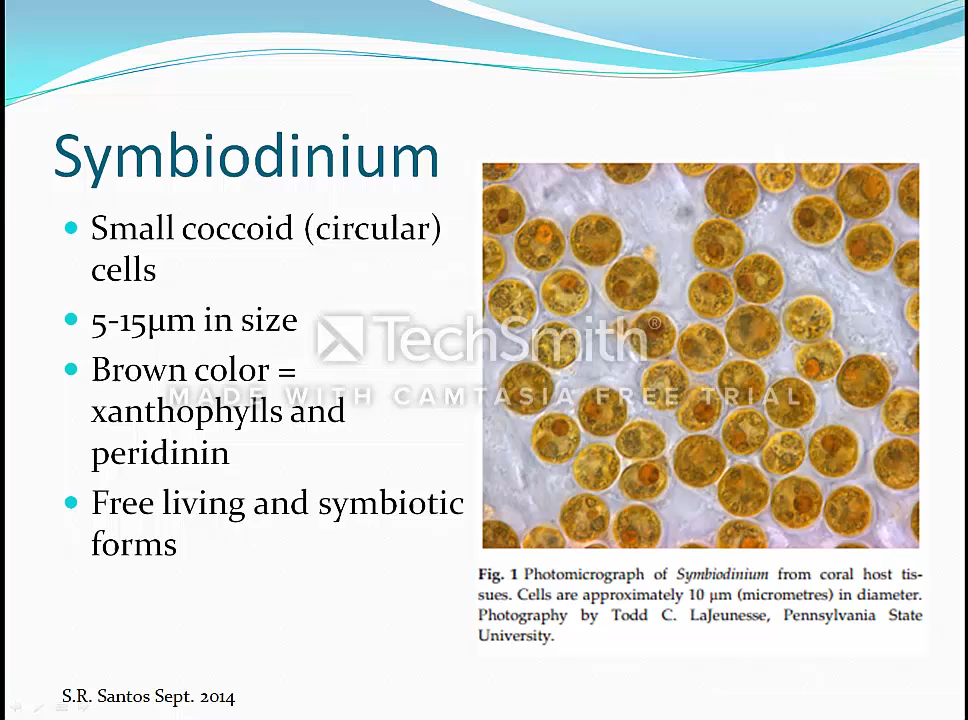 Symbiodinium
Small coccoid (circular)
cells
5-15µm in size
Brown color =
xanthophylls and
peridinin
Free living and symbiotic
forms
TechSmith®
MADE WITH CAMTASIA FREE TRIAL
Fig. 1 Photomicrograph of Symbiodinium from coral host tis-
sues. Cells are approximately 10 µm (micrometres) in diameter.
Photography by Todd C. LaJeunesse, Pennsylvania State
University.
S.R. Santos Sept. 2014